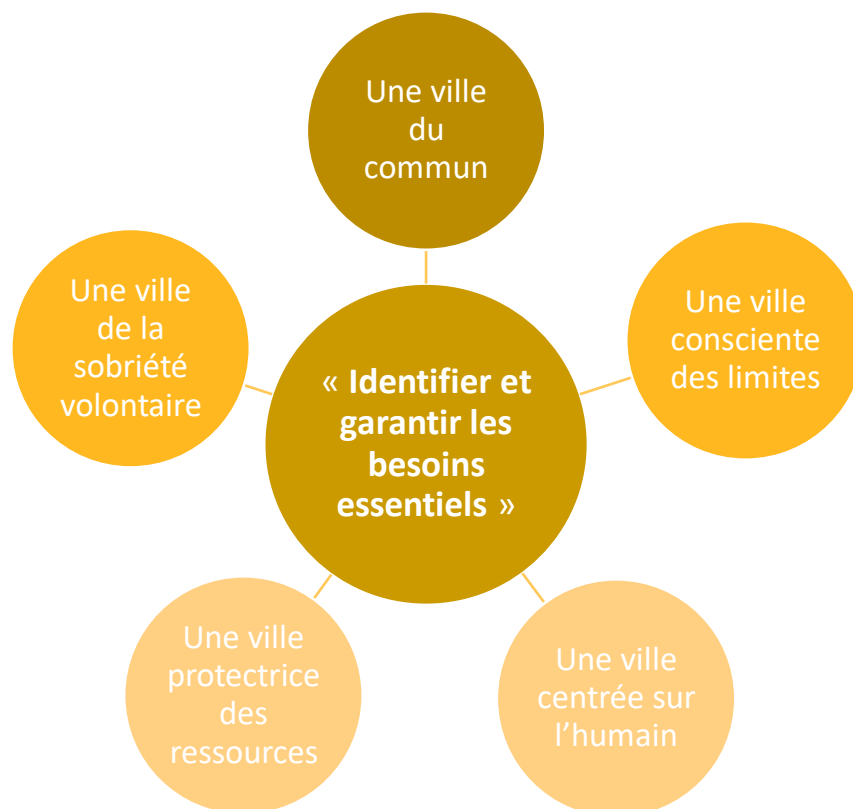 Une ville
du
commun
Une ville
de la
sobriété
volontaire
Une ville
consciente
des limites
« Identifier et
garantir les
besoins
essentiels »
Une ville
protectrice
des
ressources
Une ville
centrée sur
l’humain